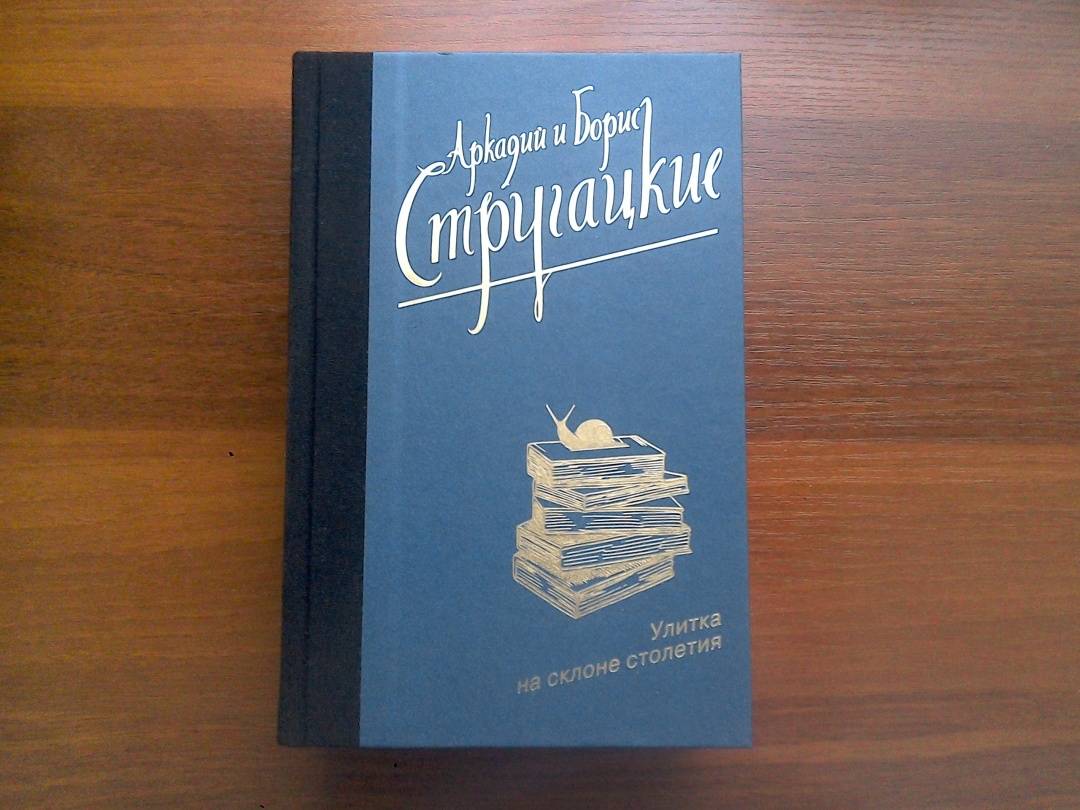 Аркадий и Борис
Стругацкие
Улитка
на склоне столетия